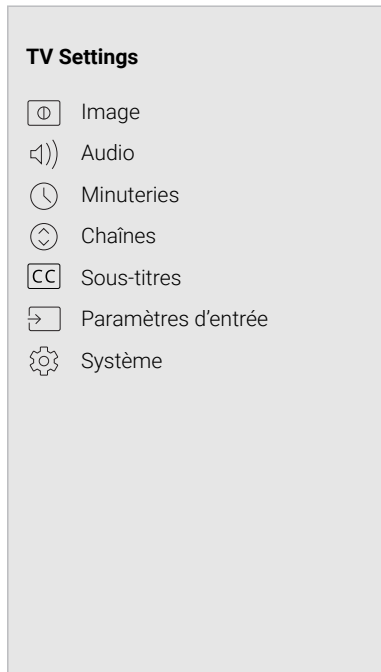 TV Settings
Image
Audio
Minuteries
Chaînes
CC Sous-titres
Paramètres d’entrée
Système